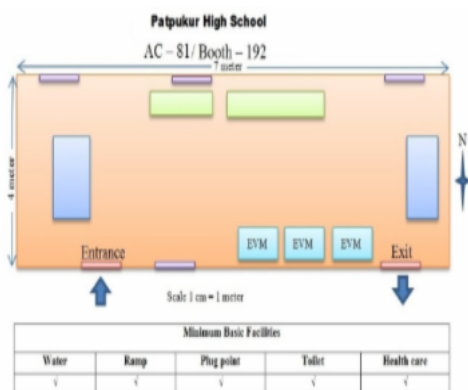 Patpukur High School
AC – 81/ Booth – 192
7 meter
4 meter
N
EVM EVM EVM
Entrance Exit
Scale 1 cm = 1 meter
Minimum Basic Facilities
Water Ramp Plug point Toilet Health care
√ √ √ √ √